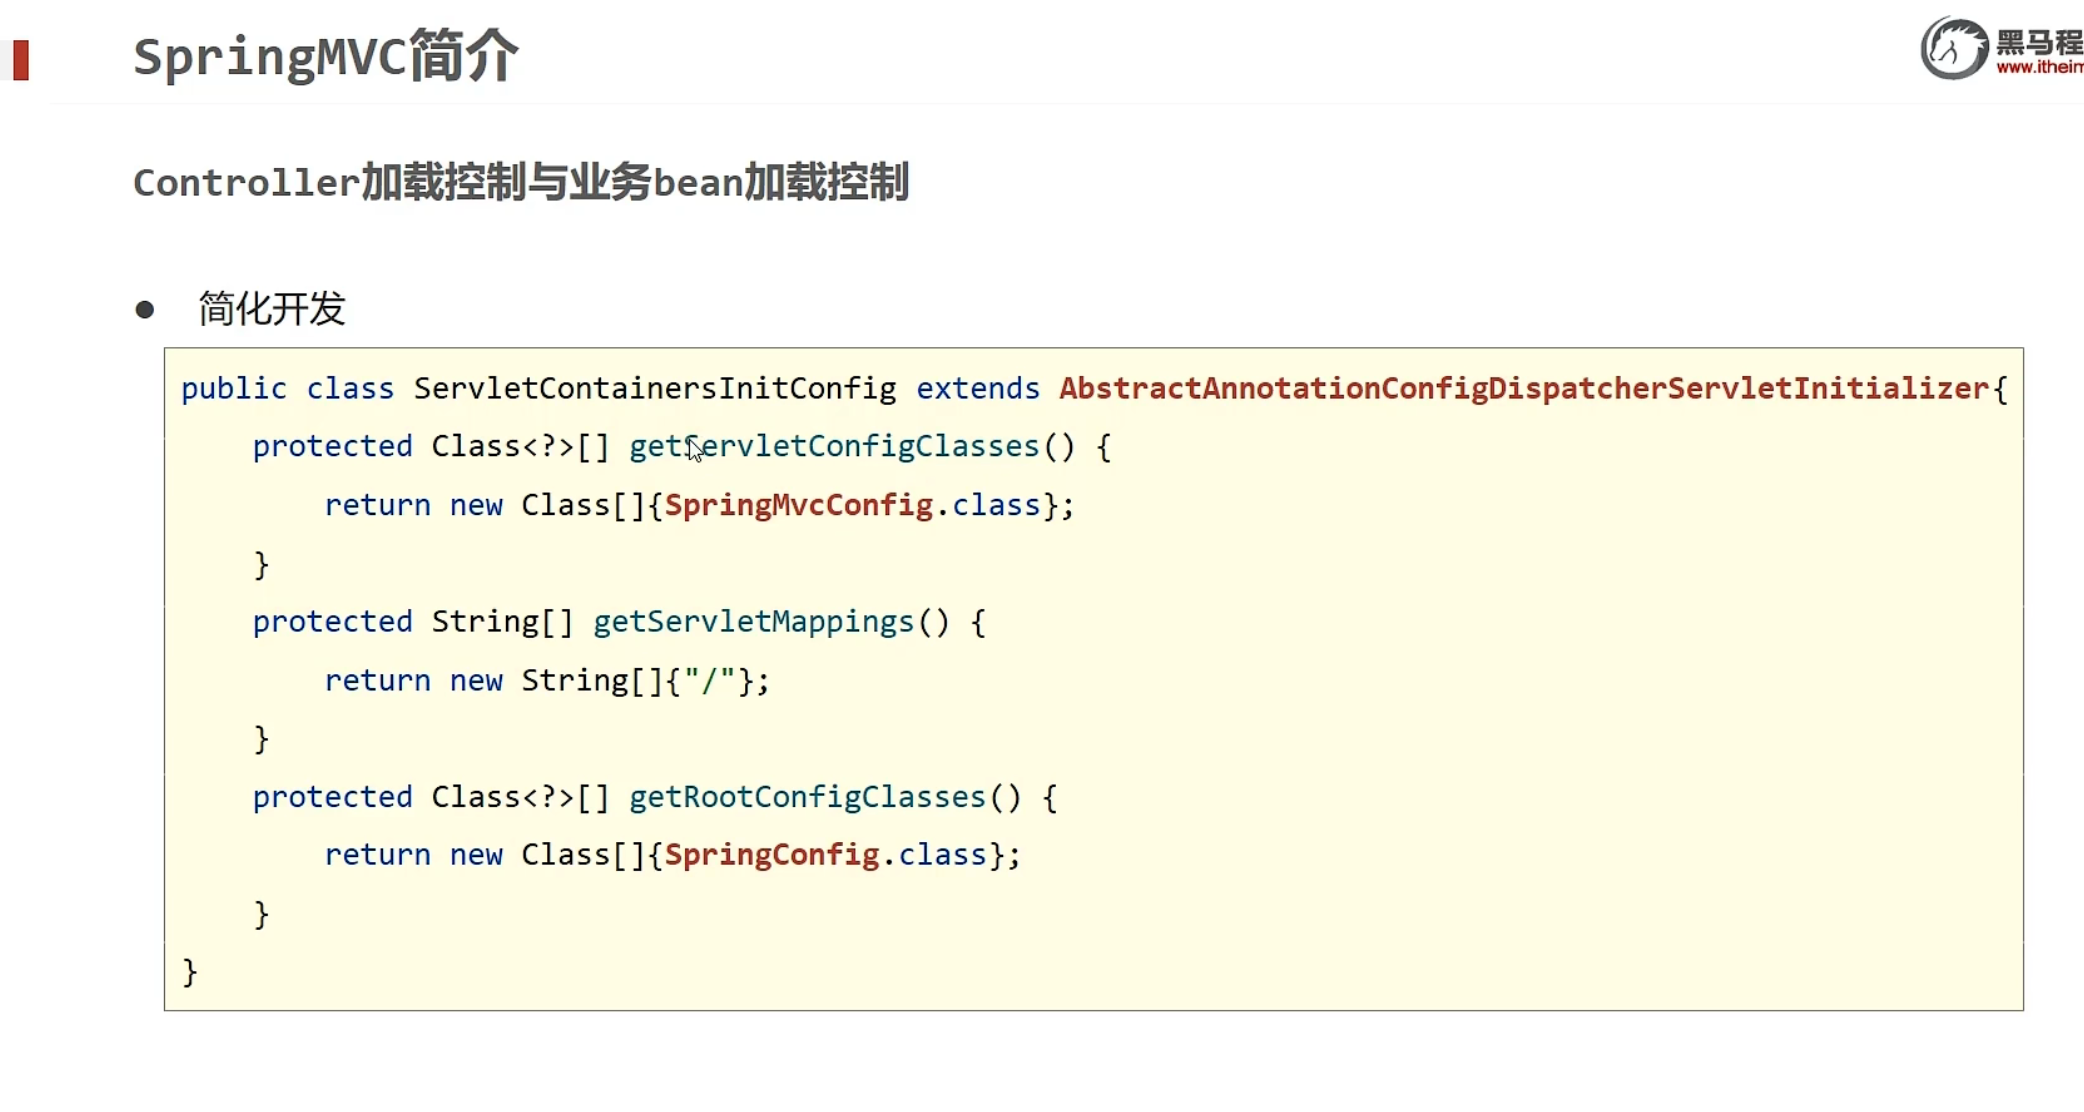 SpringMVC简介
黑马程
www.itheim
Controller加载控制与业务bean加载控制
● 简化开发
public class ServletContainersInitConfig extends AbstractAnnotationConfigDispatcherServletInitializer{
    protected Class<?>[] getServletConfigClasses() {
        return new Class[]{SpringMvcConfig.class};
    }
    protected String[] getServletMappings() {
        return new String[]{"/"};
    }
    protected Class<?>[] getRootConfigClasses() {
        return new Class[]{SpringConfig.class};
    }
}